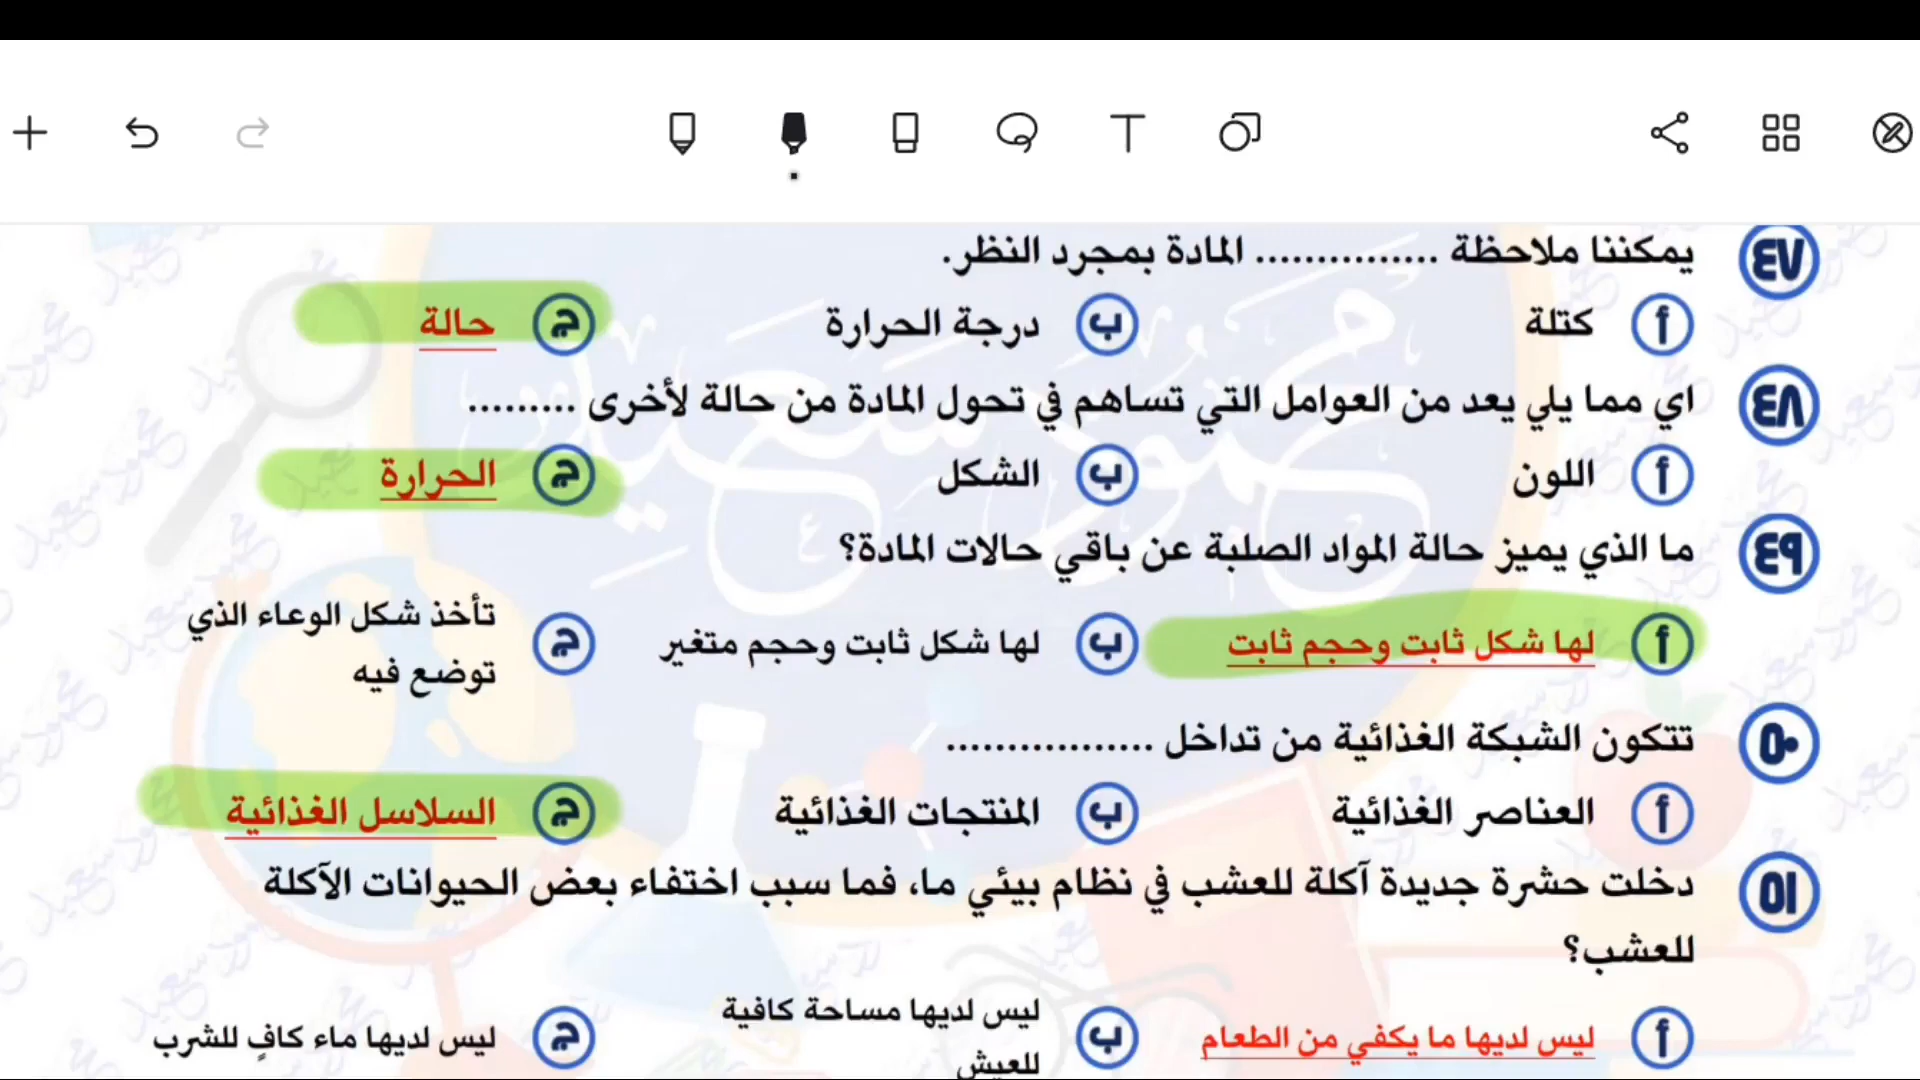 ٤٧ يمكننا ملاحظة ............... المادة بمجرد النظر.
أ كتلة ب درجة الحرارة ج حالة
٤٨ اي مما يلي يعد من العوامل التي تساهم في تحول المادة من حالة لأخرى .........
أ اللون ب الشكل ج الحرارة
٤٩ ما الذي يميز حالة المواد الصلبة عن باقي حالات المادة؟
أ لها شكل ثابت وحجم ثابت ب لها شكل ثابت وحجم متغير ج تأخذ شكل الوعاء الذي
توضع فيه
٥٠ تتكون الشبكة الغذائية من تداخل .................
أ العناصر الغذائية ب المنتجات الغذائية ج السلاسل الغذائية
٥١ دخلت حشرة جديدة آكلة للعشب في نظام بيئي ما، فما سبب اختفاء بعض الحيوانات الآكلة
للعشب؟
أ ليس لديها ما يكفي من الطعام ب ليس لديها مساحة كافية
للعيش
ج ليس لديها ماء كافٍ للشرب
محمود سعيد